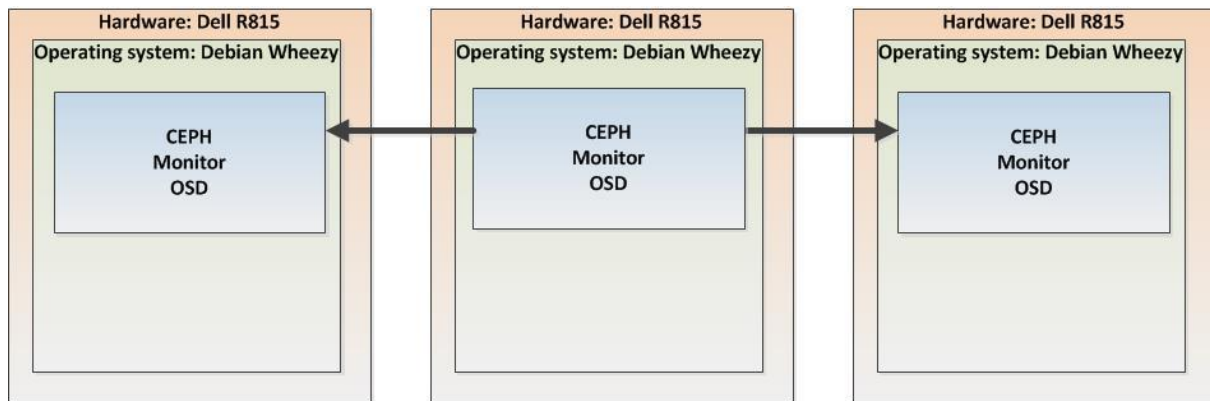 Hardware: Dell R815
Operating system: Debian Wheezy
CEPH
Monitor
OSD
Hardware: Dell R815
Operating system: Debian Wheezy
CEPH
Monitor
OSD
Hardware: Dell R815
Operating system: Debian Wheezy
CEPH
Monitor
OSD